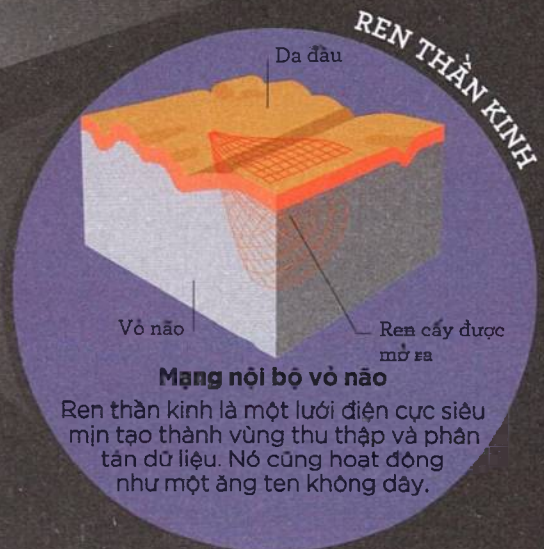 REN THẦN KINH
Da đầu
Vỏ não
Ren cấy được
mở ra
Mạng nội bộ vỏ não
Ren thần kinh là một lưới điện cực siêu
mịn tạo thành vùng thu thập và phân
tán dữ liệu. Nó cũng hoạt động
như một ăng ten không dây.